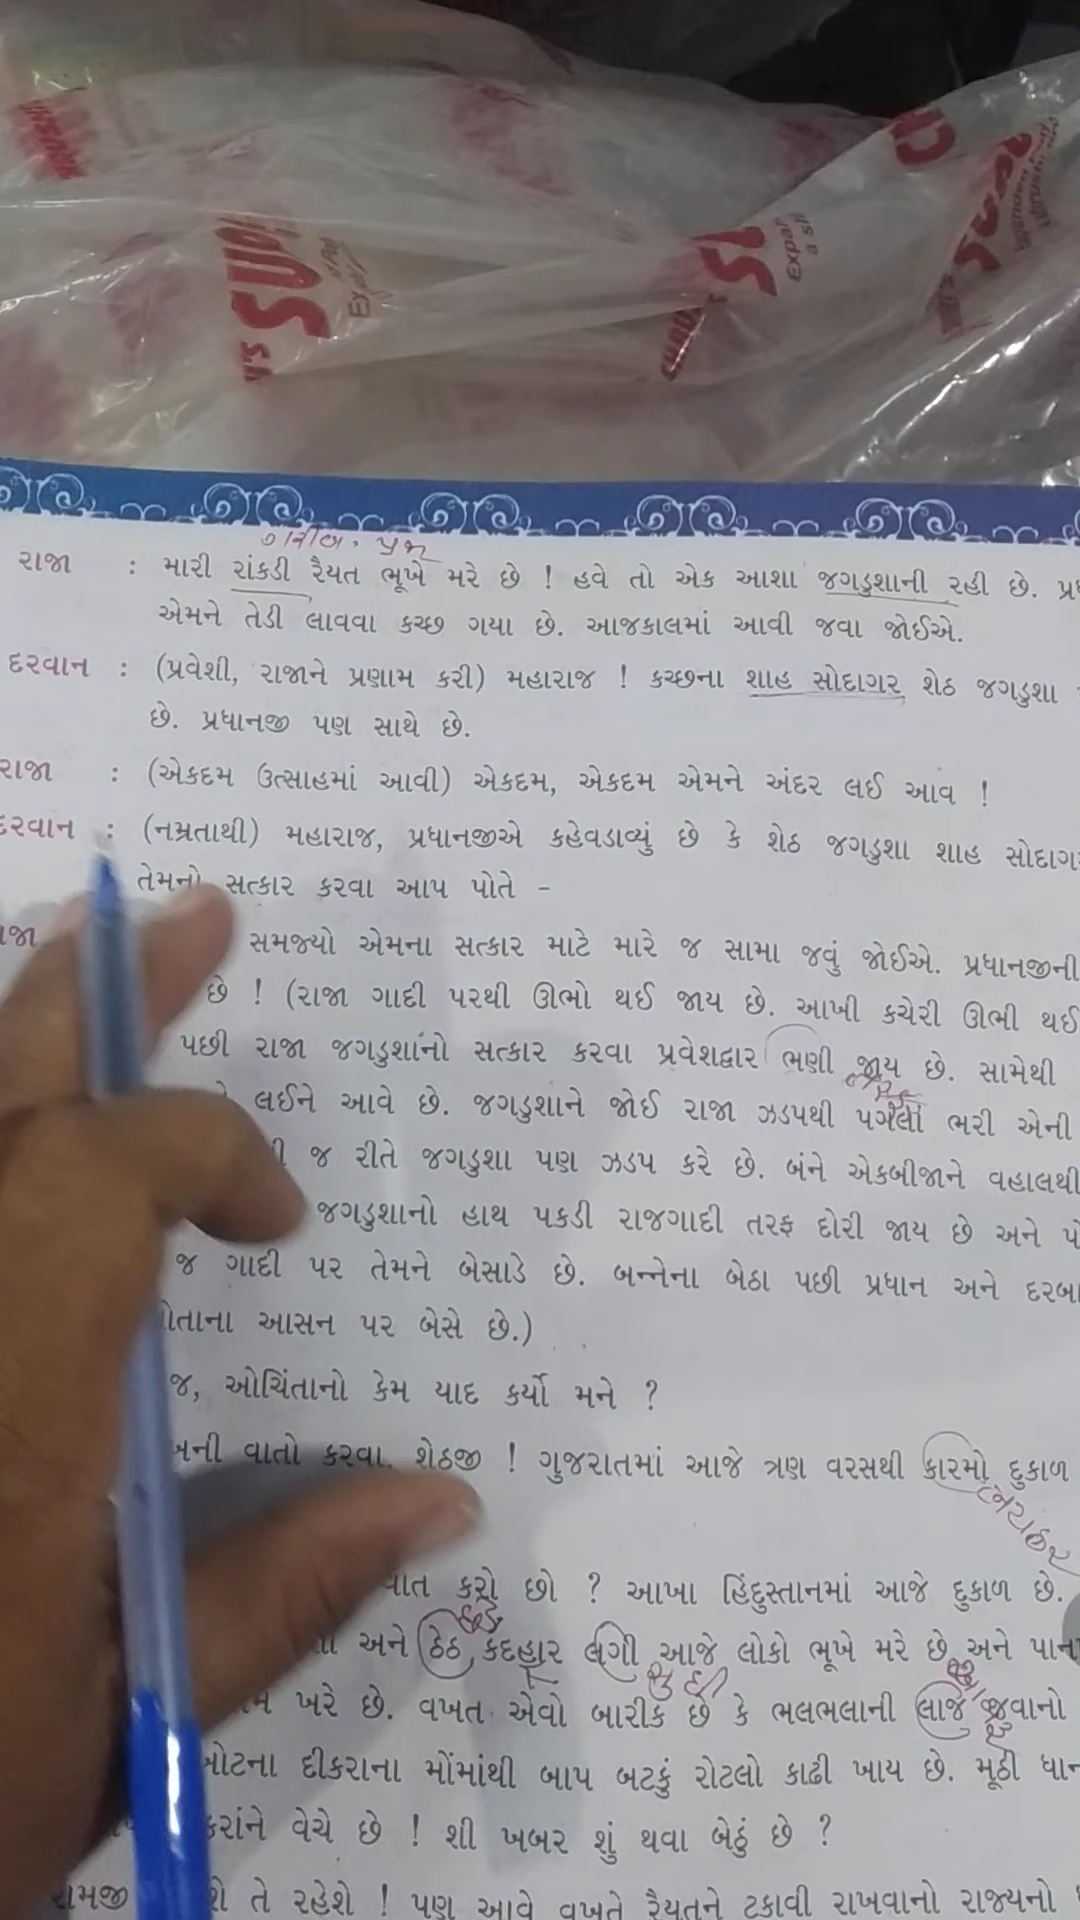 SUPE
SU
ગરીબ. પ્રજા
રાજા : મારી રાંકડી રૈયત ભૂખે મરે છે ! હવે તો એક આશા જગડુશાની રહી છે.
એમને તેડી લાવવા કચ્છ ગયા છે. આજકાલમાં આવી જવા જોઈએ.
દરવાન : (પ્રવેશી, રાજાને પ્રણામ કરી) મહારાજ ! કચ્છના શાહ સોદાગર શેઠ જગડુશા
છે. પ્રધાનજી પણ સાથે છે.
રાજા : (એકદમ ઉત્સાહમાં આવી) એકદમ, એકદમ એમને અંદર લઈ આવ !
દરવાન : (નમ્રતાથી) મહારાજ, પ્રધાનજીએ કહેવડાવ્યું છે કે શેઠ જગડુશા શાહ
તેમનો સત્કાર કરવા આપ પોતે -
સમજ્યો એમના સત્કાર માટે મારે જ સામા જવું જોઈએ. પ્રધાનજીની
છે ! (રાજા ગાદી પરથી ઊભો થઈ જાય છે. આખી કચેરી ઊભી થઈ
પછી રાજા જગડુશાંનો સત્કાર કરવા પ્રવેશદ્વાર ભણી જાય છે. સામેથી
તરફ
લઈને આવે છે. જગડુશાને જોઈ રાજા ઝડપથી પગલાં ભરી એની
જ રીતે જગડુશા પણ ઝડપ કરે છે. બંને એકબીજાને વહાલથી
જગડુશાનો હાથ પકડી રાજગાદી તરફ દોરી જાય છે અને
જ ગાદી પર તેમને બેસાડે છે. બન્નેના બેઠા પછી પ્રધાન અને
આસન પર બેસે છે.)
ઓચિંતાનો કેમ યાદ કર્યો મને ?
વાતો કરવા. શેઠજી ! ગુજરાતમાં આજે ત્રણ વરસથી કારમો દુકાળ
ભયંકર
વાત કરો છો ? આખા હિંદુસ્તાનમાં આજે દુકાળ છે.
છેક
અને ઠેઠ કંદહાર લગી આજે લોકો ભૂખે મરે છે અને
સુધી
ખરે છે. વખત એવો બારીક છે કે ભલભલાની લાજ જવાનો
દીકરાના મોંમાંથી બાપ બટકું રોટલો કાઢી ખાય છે. મૂઠી
વેચે છે ! શી ખબર શું થવા બેઠું છે ?
તે રહેશે ! પણ આવે વખતે રૈયતને ટકાવી રાખવાનો રાજ્યનો